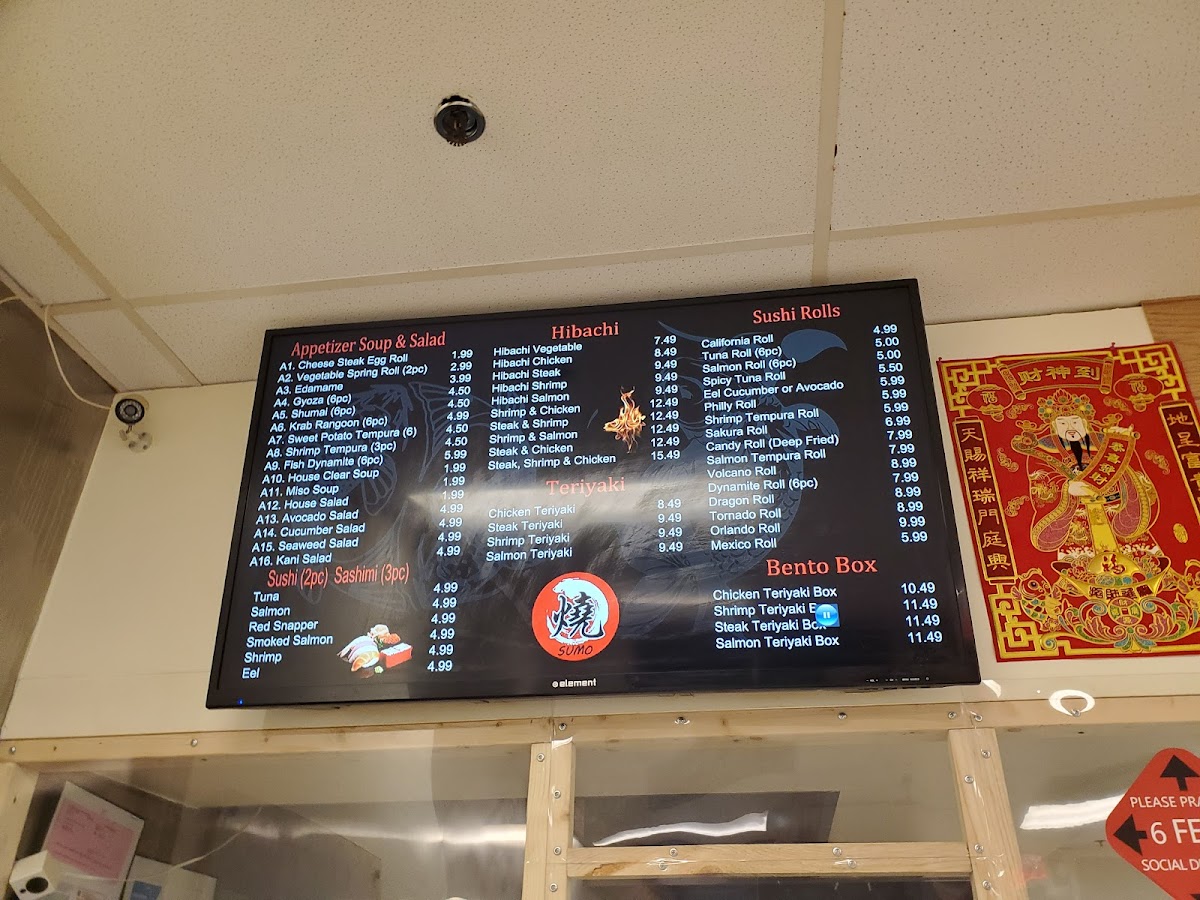 Appetizer Soup & Salad
A1. Cheese Steak Egg Roll 1.99
A2. Vegetable Spring Roll (2pc) 2.99
A3. Edamame 3.99
A4. Gyoza (6pc) 4.50
A5. Shumai (6pc) 4.50
A6. Krab Rangoon (6pc) 4.99
A7. Sweet Potato Tempura (6) 4.50
A8. Shrimp Tempura (3pc) 4.50
A9. Fish Dynamite (6pc) 5.99
A10. House Clear Soup 1.99
A11. Miso Soup 1.99
A12. House Salad 1.99
A13. Avocado Salad 4.99
A14. Cucumber Salad 4.99
A15. Seaweed Salad 4.99
A16. Kani Salad 4.99
Sushi (2pc) Sashimi (3pc)
Tuna 4.99
Salmon 4.99
Red Snapper 4.99
Smoked Salmon 4.99
Shrimp 4.99
Eel 4.99
Hibachi
Hibachi Vegetable 7.49
Hibachi Chicken 8.49
Hibachi Steak 9.49
Hibachi Shrimp 9.49
Hibachi Salmon 9.49
Shrimp & Chicken 12.49
Steak & Shrimp 12.49
Shrimp & Salmon 12.49
Steak & Chicken 12.49
Steak, Shrimp & Chicken 15.49
Teriyaki
Chicken Teriyaki 8.49
Steak Teriyaki 9.49
Shrimp Teriyaki 9.49
Salmon Teriyaki 9.49
燒
SUMO
Sushi Rolls
California Roll 4.99
Tuna Roll (6pc) 5.00
Salmon Roll (6pc) 5.00
Spicy Tuna Roll 5.50
Eel Cucumber or Avocado 5.99
Philly Roll 5.99
Shrimp Tempura Roll 5.99
Sakura Roll 6.99
Candy Roll (Deep Fried) 7.99
Salmon Tempura Roll 7.99
Volcano Roll 8.99
Dynamite Roll (6pc) 7.99
Dragon Roll 8.99
Tornado Roll 8.99
Orlando Roll 9.99
Mexico Roll 5.99
Bento Box
Chicken Teriyaki Box 10.49
Shrimp Teriyaki B 11.49
Steak Teriyaki Box 11.49
Salmon Teriyaki Box 11.49
element
到神財
福
福
天賜祥瑞門庭興
PLEASE PRA
6 FE
SOCIAL D